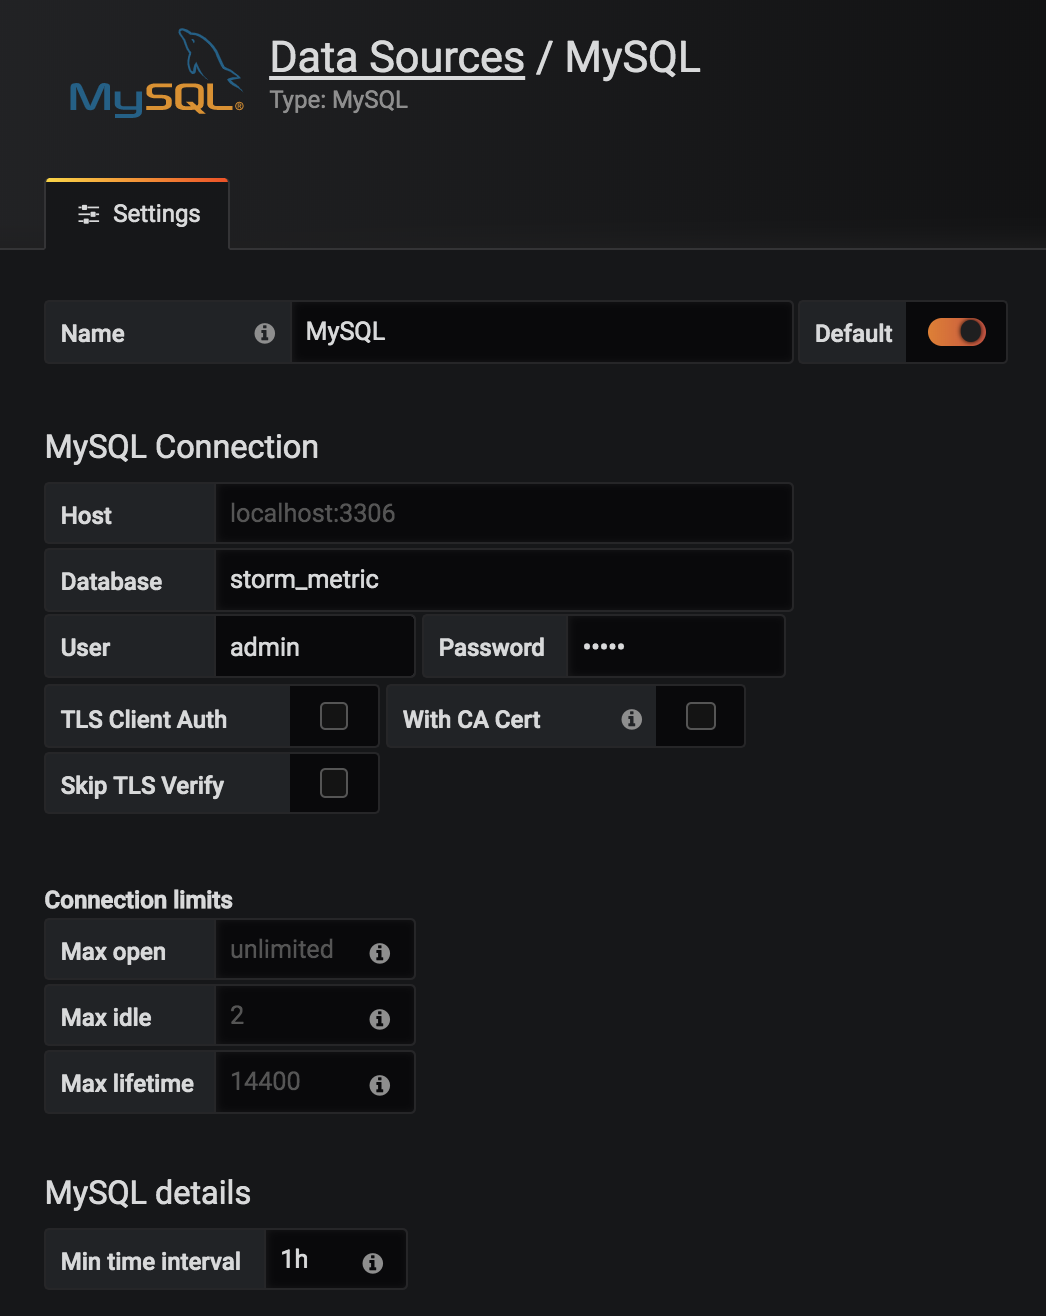 MySQL®
Data Sources / MySQL
Type: MySQL
Settings
Name MySQL Default
MySQL Connection
Host localhost:3306
Database storm_metric
User admin Password •••••
TLS Client Auth With CA Cert
Skip TLS Verify
Connection limits
Max open unlimited
Max idle 2
Max lifetime 14400
MySQL details
Min time interval 1h